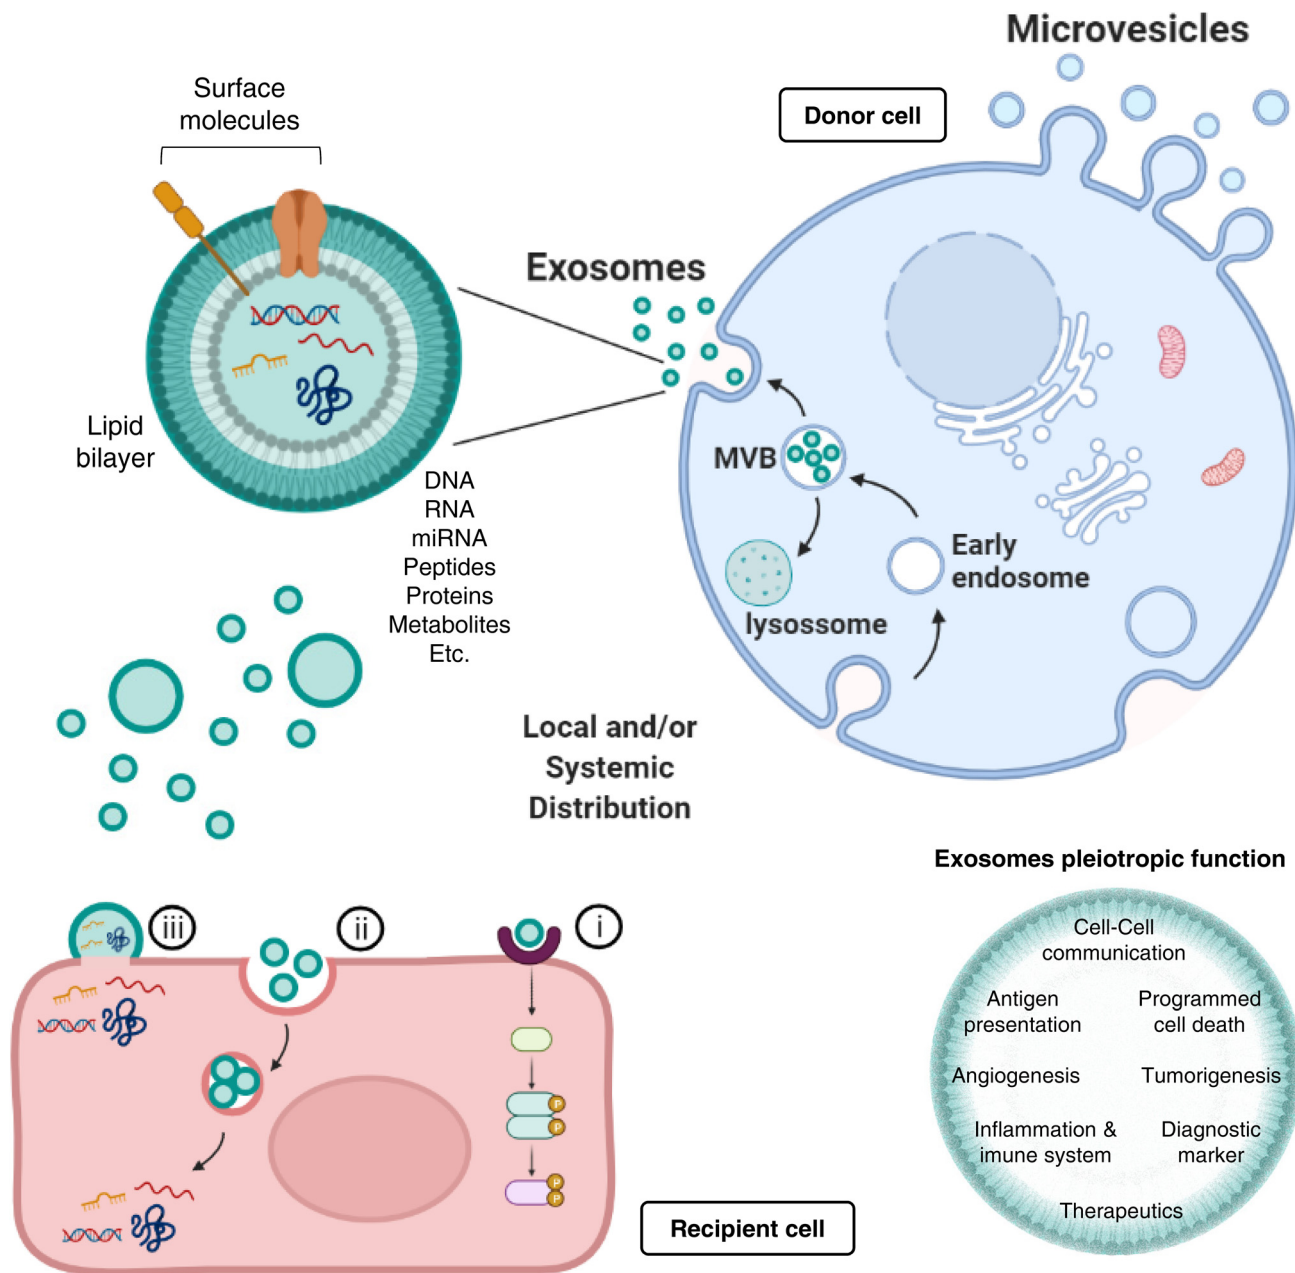 Microvesicles
Surface
molecules
Donor cell
Exosomes
Lipid
bilayer
MVB
DNA
RNA
miRNA
Peptides
Proteins
Metabolites
Etc.
Early
endosome
lysossome
Local and/or
Systemic
Distribution
Exosomes pleiotropic function
iii
ii
i
Cell-Cell
communication
Antigen
presentation
Programmed
cell death
Angiogenesis
Tumorigenesis
Inflammation &
imune system
Diagnostic
marker
Therapeutics
P
P
P
P
Recipient cell